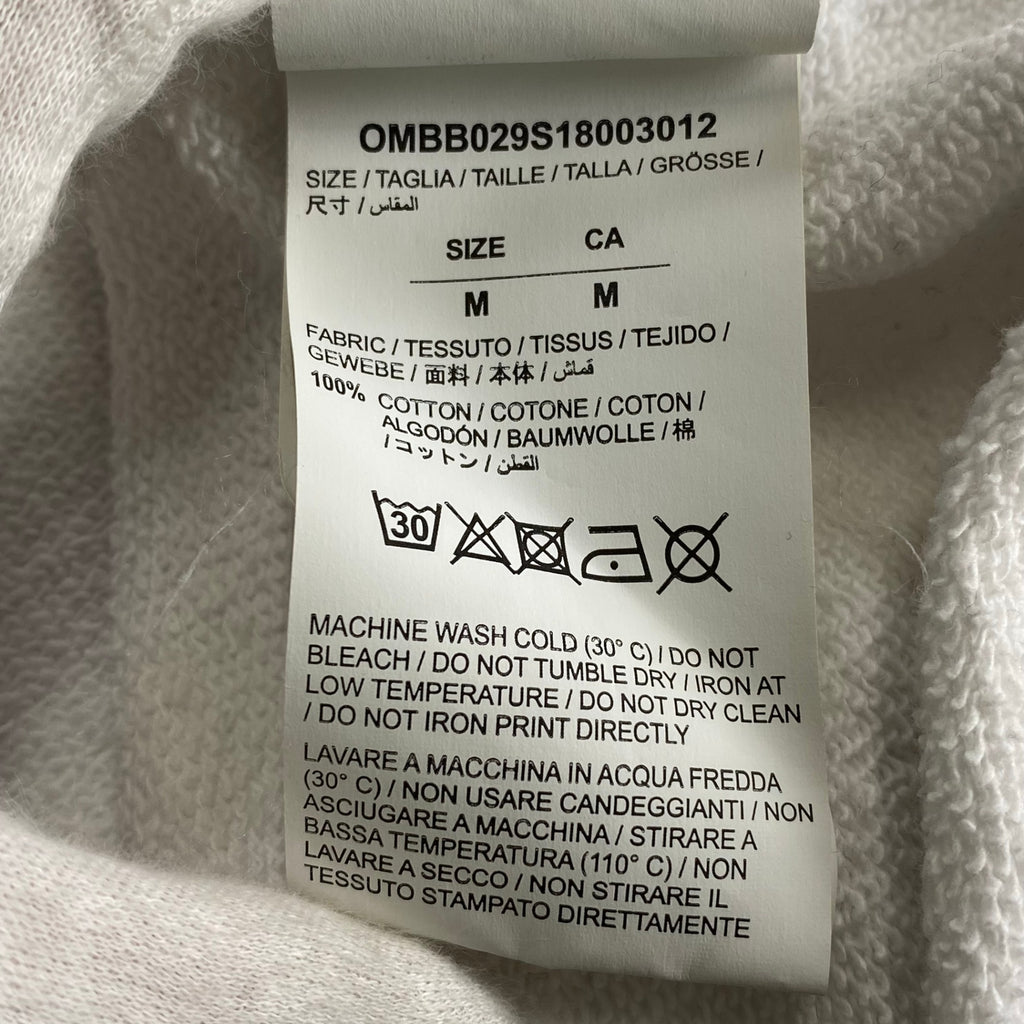 OMBB029S18003012
SIZE / TAGLIA / TAILLE / TALLA / GRÖSSE /
尺寸 / المقاس
SIZE CA
M M
FABRIC / TESSUTO / TISSUS / TEJIDO /
GEWEBE / 面料 / 本体 / قماش
100% COTTON / COTONE / COTON /
ALGODÓN / BAUMWOLLE / 棉
/ コットン / القطن
30
MACHINE WASH COLD (30° C) / DO NOT
BLEACH / DO NOT TUMBLE DRY / IRON AT
LOW TEMPERATURE / DO NOT DRY CLEAN
/ DO NOT IRON PRINT DIRECTLY
LAVARE A MACCHINA IN ACQUA FREDDA
(30° C) / NON USARE CANDEGGIANTI / NON
ASCIUGARE A MACCHINA / STIRARE A
BASSA TEMPERATURA (110° C) / NON
LAVARE A SECCO / NON STIRARE IL
TESSUTO STAMPATO DIRETTAMENTE